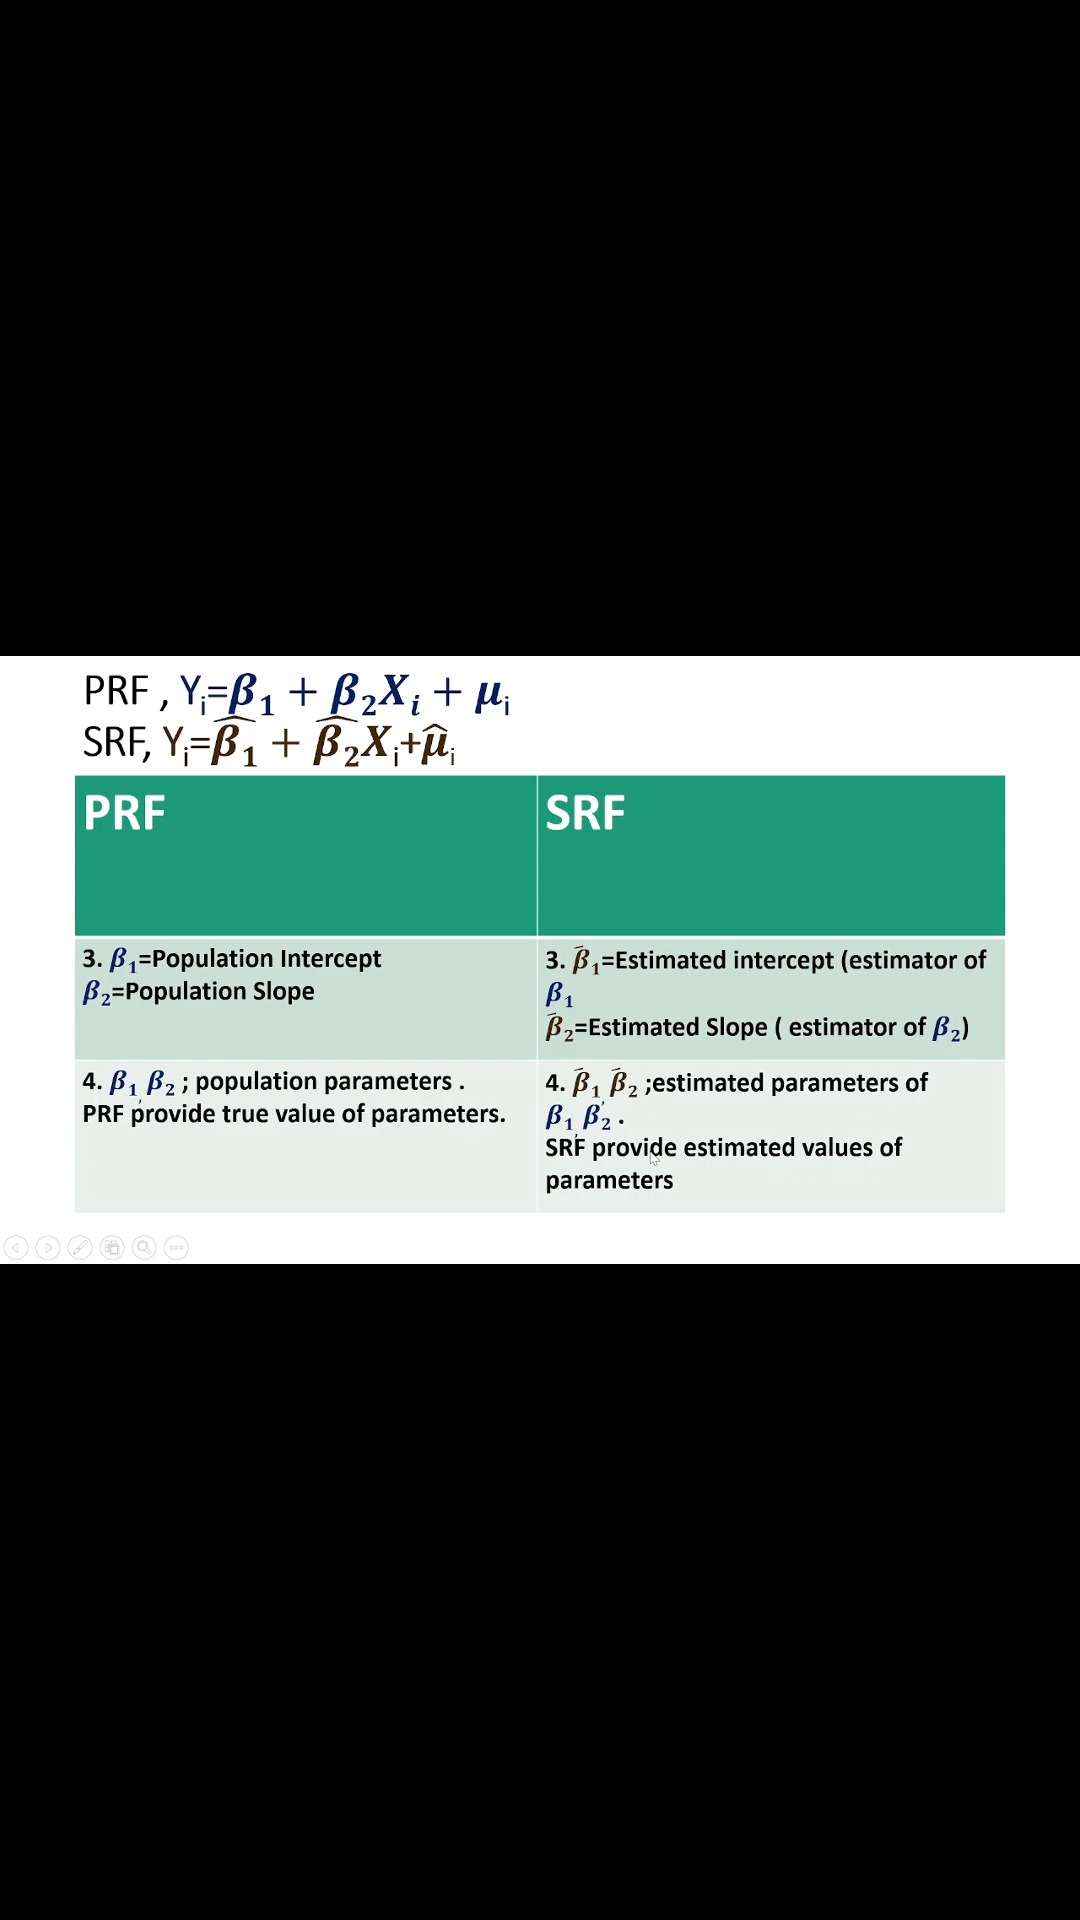 PRF , Yᵢ=β₁ + β₂Xᵢ + μᵢ
SRF, Yᵢ=β̂₁ + β̂₂Xᵢ+μ̂ᵢ
PRF
SRF
3. β₁=Population Intercept
β₂=Population Slope
3. β̄₁=Estimated intercept (estimator of
β₁
β̄₂=Estimated Slope ( estimator of β₂)
4. β₁, β₂ ; population parameters .
PRF provide true value of parameters.
4. β̄₁, β̄₂ ;estimated parameters of
β₁, β₂ .
SRF provide estimated values of
parameters